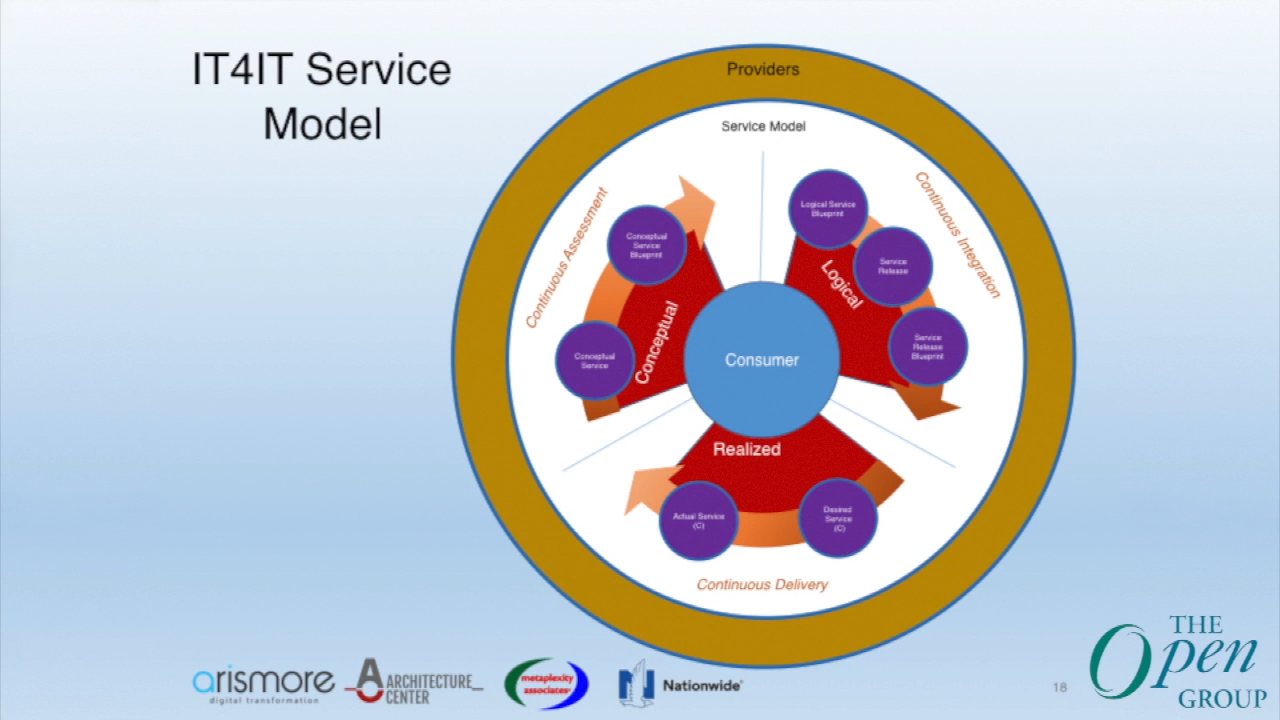 IT4IT Service
Model
Providers
Service Model
Continuous Assessment
Conceptual
Service
Blueprint
Conceptual
Service
Conceptual
Logical Service
Blueprint
Service
Release
Service
Release
Blueprint
Logical
Continuous Integration
Consumer
Realized
Actual Service
(C)
Desired
Service
(C)
Continuous Delivery
arismore
digital transformation
ARCHITECTURE_
CENTER
metaplexity
associates
Nationwide
18
THE
Open
GROUP